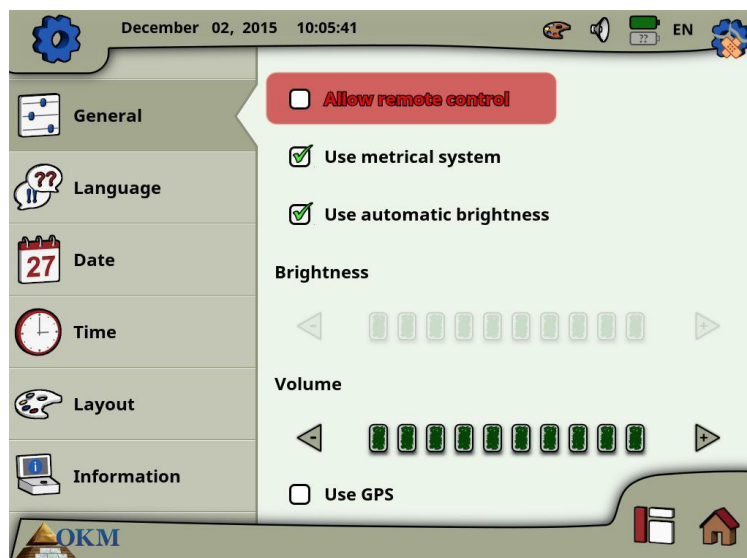 December 02, 2015 10:05:41
?? EN
General
Allow remote control
Use metrical system
?? !!
Language
Use automatic brightness
27
Date
Brightness
Time
- +
Layout
Volume
- +
i
Information
Use GPS
OKM